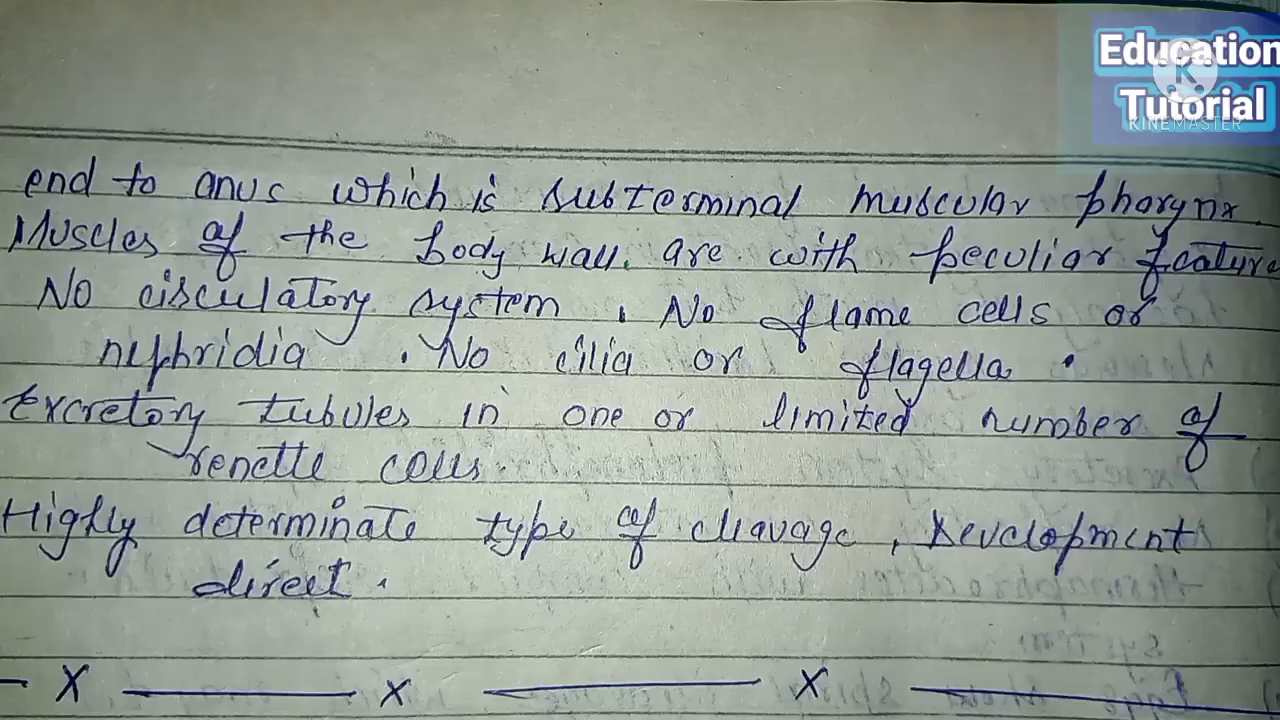 Education
Tutorial
KINEMASTER
end to anus which is subterminal muscular pharynx
Muscles of the body wall are with peculiar feature
No cisculatory system . No flame cells or
nephridia . No cilia or flagella .
Excretory tubules in one or limited number of
renette cells.
Highly determinate type of cleavage , Development
direct .
X X X